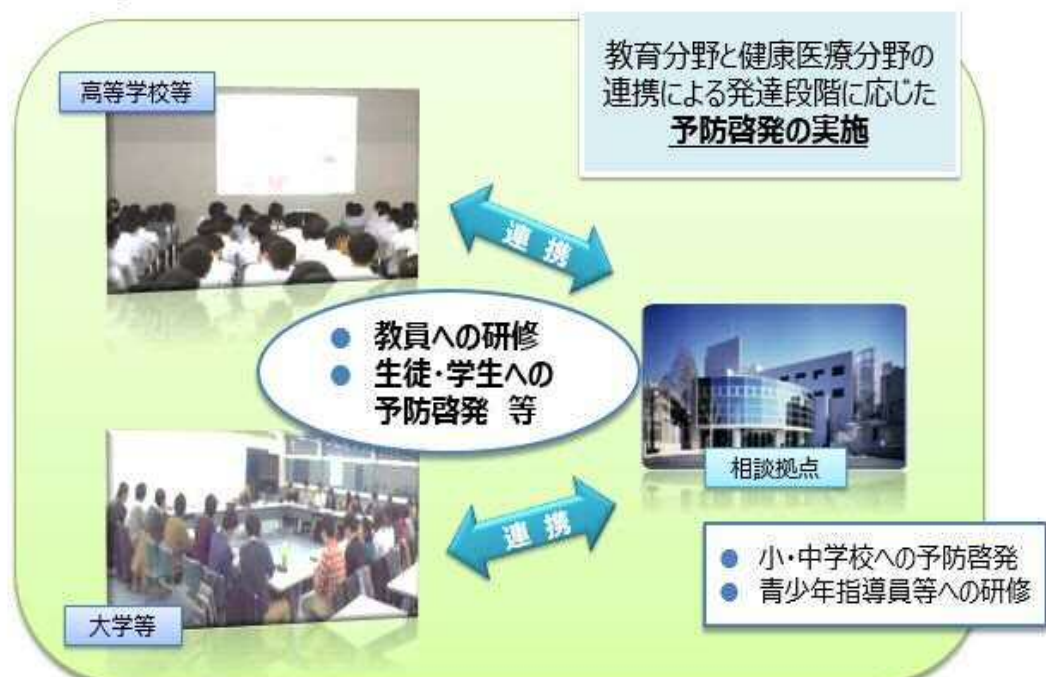 教育分野と健康医療分野の
連携による発達段階に応じた
予防啓発の実施
高等学校等
連携
● 教員への研修
● 生徒・学生への
予防啓発 等
相談拠点
連携
大学等
● 小・中学校への予防啓発
● 青少年指導員等への研修